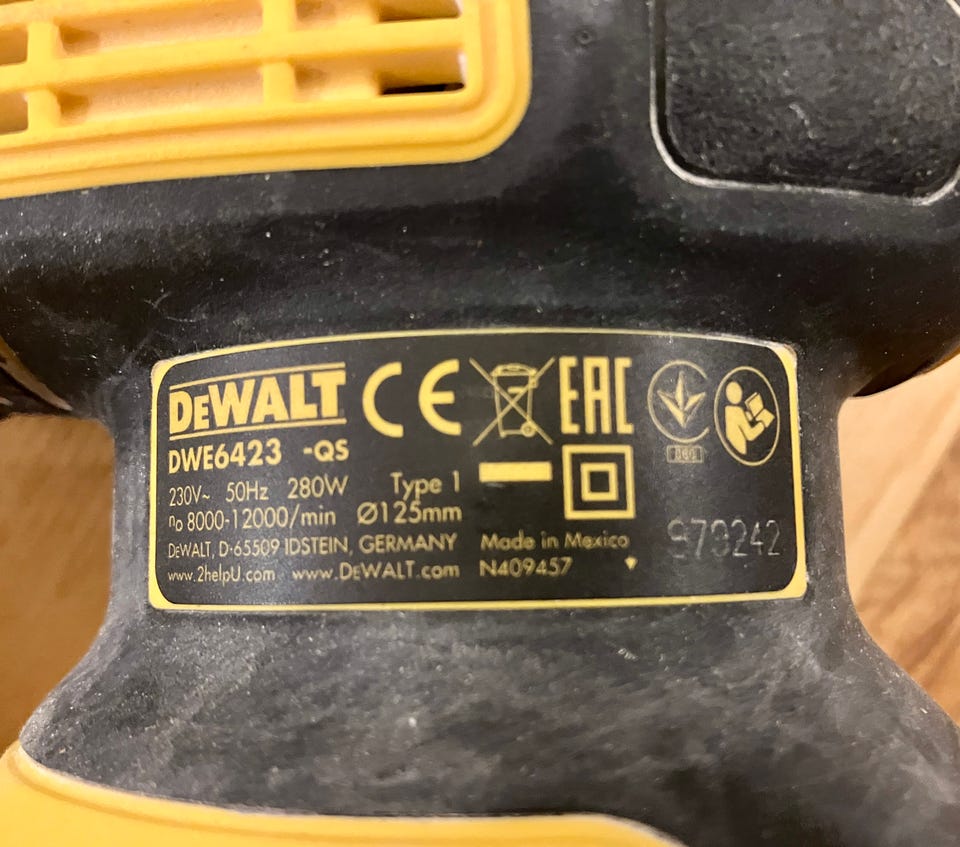 DEWALT CE EAC
DWE6423 -QS
230V~ 50Hz 280W Type 1
n₀ 8000-12000/min Ø125mm
DEWALT, D-65509 IDSTEIN, GERMANY
www.2helpU.com www.DEWALT.com
Made in Mexico
N409457